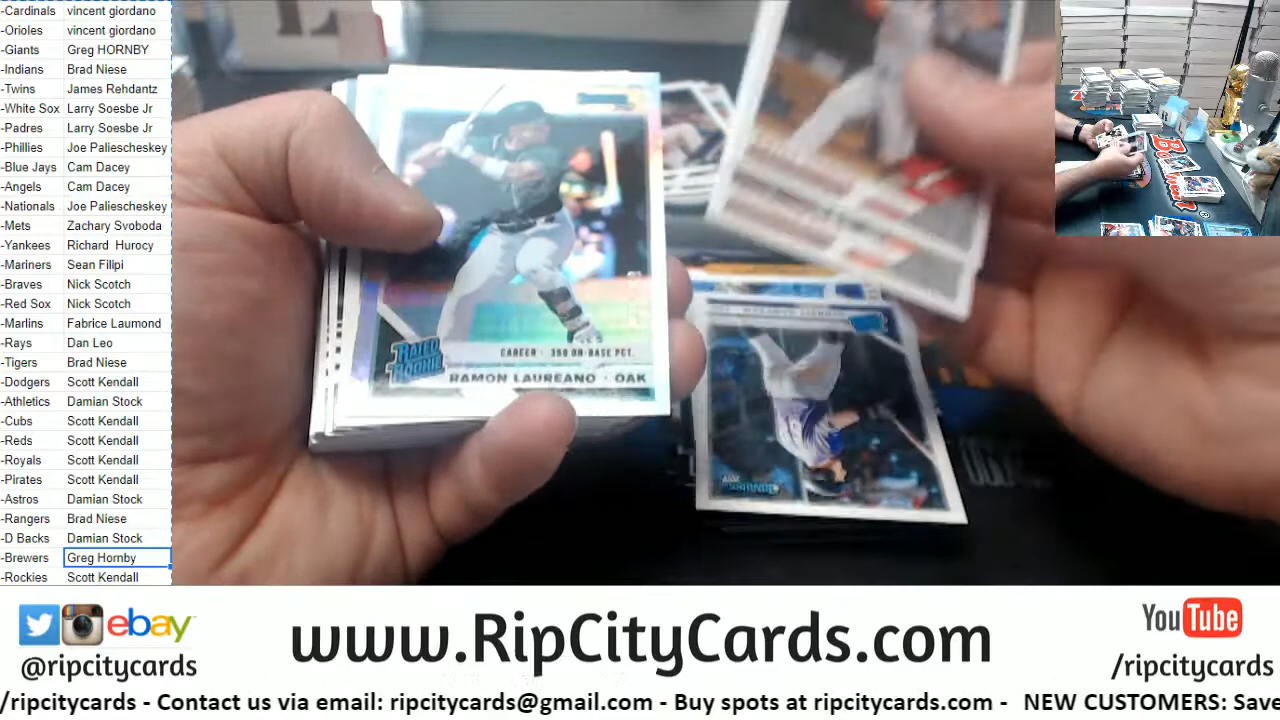 -Cardinals vincent giordano
-Orioles vincent giordano
-Giants Greg HORNBY
-Indians Brad Niese
-Twins James Rehdantz
-White Sox Larry Soesbe Jr
-Padres Larry Soesbe Jr
-Phillies Joe Paliescheskey
-Blue Jays Cam Dacey
-Angels Cam Dacey
-Nationals Joe Paliescheskey
-Mets Zachary Svoboda
-Yankees Richard Hurocy
-Mariners Sean Filipi
-Braves Nick Scotch
-Red Sox Nick Scotch
-Marlins Fabrice Laumond
-Rays Dan Leo
-Tigers Brad Niese
-Dodgers Scott Kendall
-Athletics Damian Stock
-Cubs Scott Kendall
-Reds Scott Kendall
-Royals Scott Kendall
-Pirates Scott Kendall
-Astros Damian Stock
-Rangers Brad Niese
-D Backs Damian Stock
-Brewers Greg Hornby
-Rockies Scott Kendall
RATED ROOKIE
CAREER · 358 ON-BASE PCT.
RAMON LAUREANO · OAK
Bowman
ebay
@ripcitycards
www.RipCityCards.com
YouTube
/ripcitycards
/ripcitycards - Contact us via email: ripcitycards@gmail.com - Buy spots at ripcitycards.com - NEW CUSTOMERS: Save